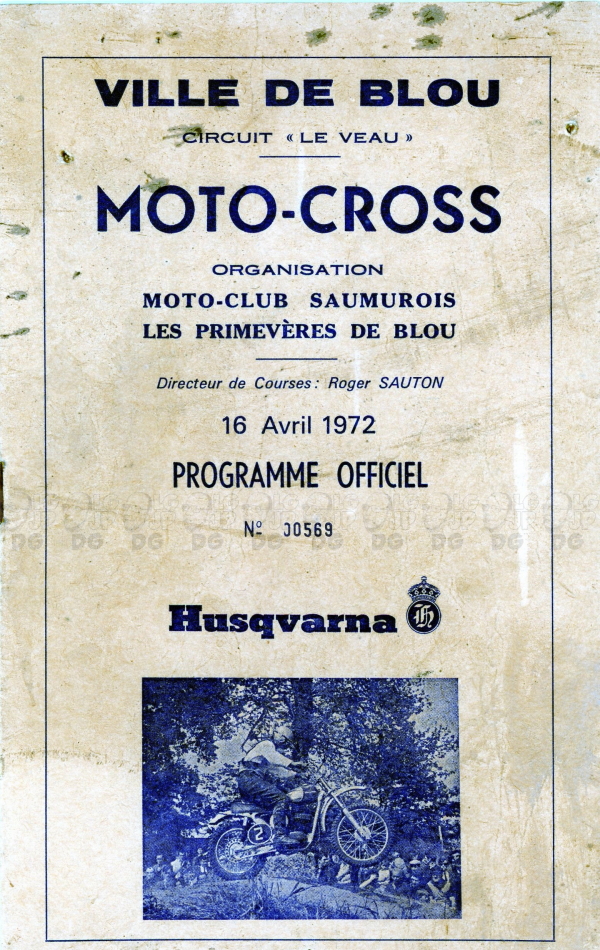 VILLE DE BLOU
CIRCUIT « LE VEAU »
MOTO-CROSS
ORGANISATION
MOTO-CLUB SAUMUROIS
LES PRIMEVÈRES DE BLOU
Directeur de Courses : Roger SAUTON
16 Avril 1972
PROGRAMME OFFICIEL
Nº 00569
Husqvarna H
2